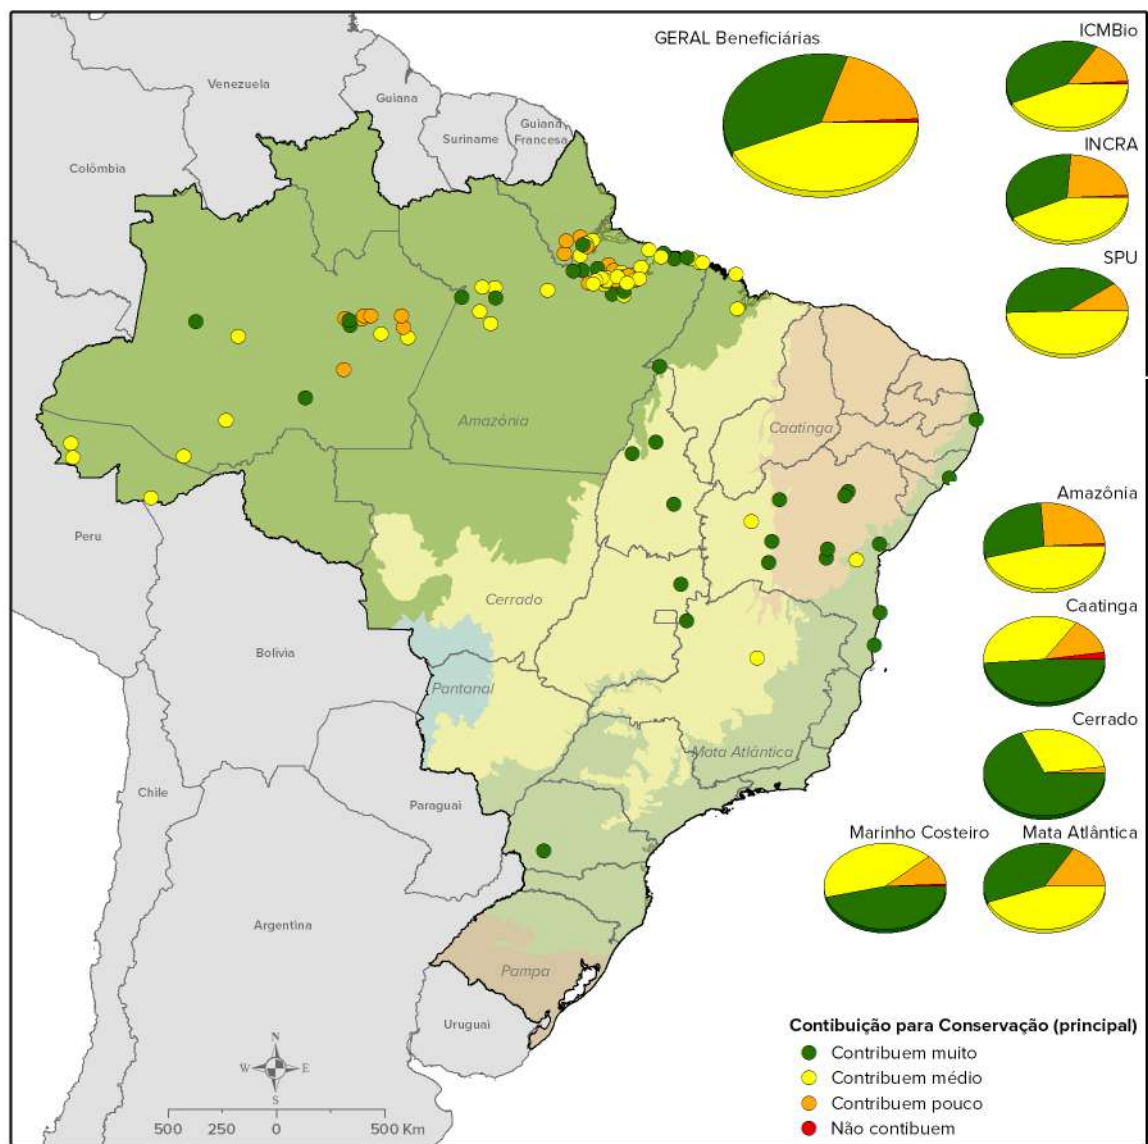 GERAL Beneficiárias
ICMBio
INCRA
SPU
Venezuela
Guiana
Suriname
Guiana
Francesa
Colômbia
Amazônia
Caatinga
Peru
Cerrado
Bolivia
Pantanal
Mata Atlântica
Chile
Paraguai
Argentina
Pampa
Uruguai
Amazônia
Caatinga
Cerrado
Marinho Costeiro
Mata Atlântica
N
W
E
S
500 250 0 500 Km
Contibuição para Conservação (principal)
Contribuem muito
Contribuem médio
Contribuem pouco
Não contibuem